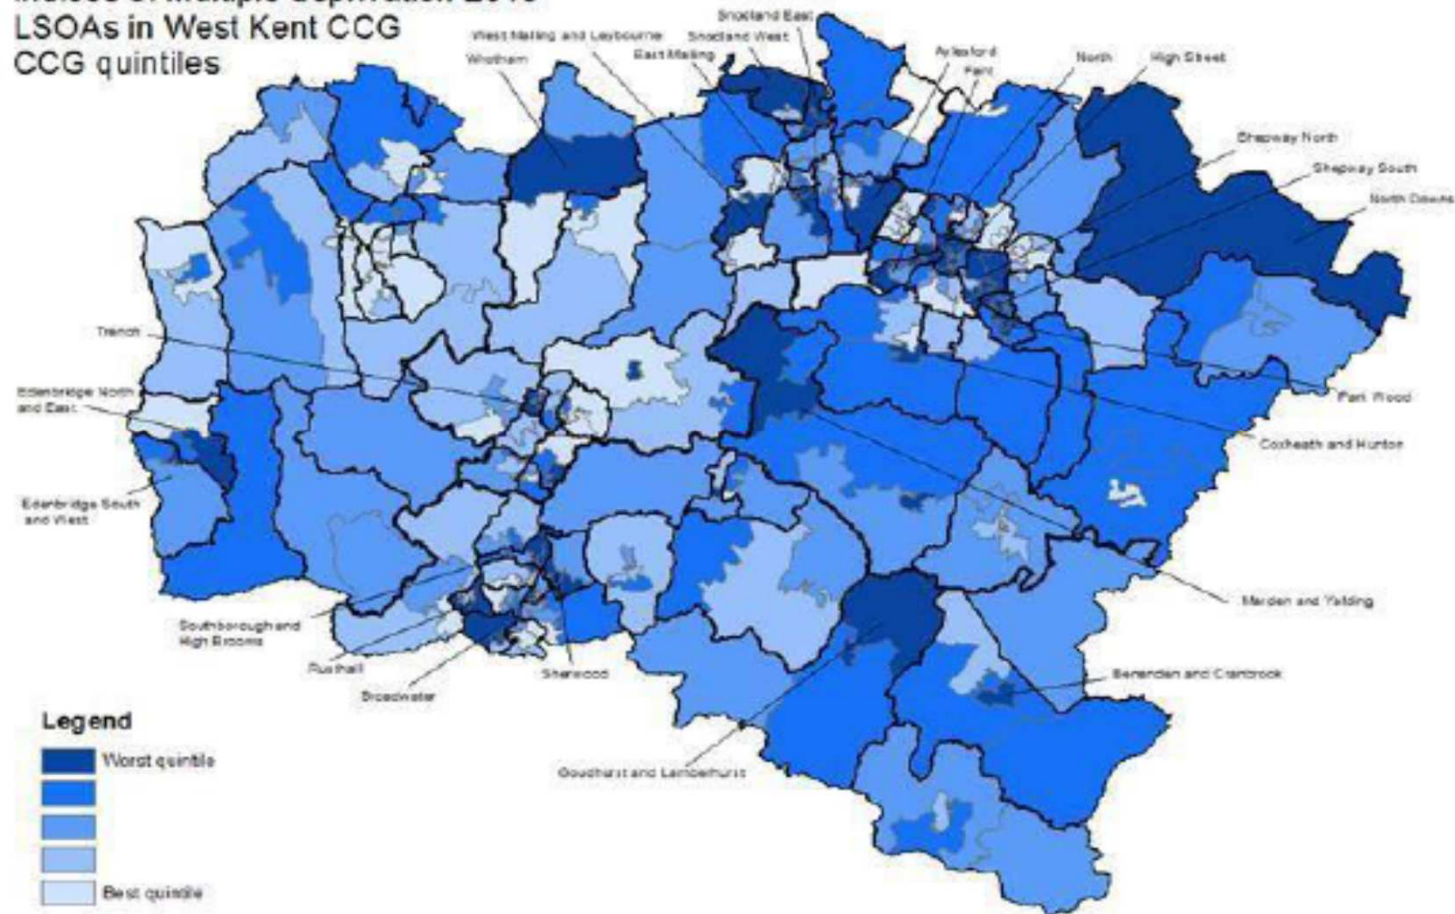 LSOAs in West Kent CCG
CCG quintiles
Snodland East
West Malling and Leybourne
Snodland West
Wrotham
East Malling
Aylesford
Fant
North
High Street
Shepway North
Shepway South
North Downs
Trench
Edenbridge North
and East
Park Wood
Coxheath and Hunton
Edenbridge South
and West
Marden and Yalding
Southborough and
High Brooms
Rusthall
Broadwater
Sherwood
Benenden and Cranbrook
Goudhurst and Lamberhurst
Legend
Worst quintile
Best quintile